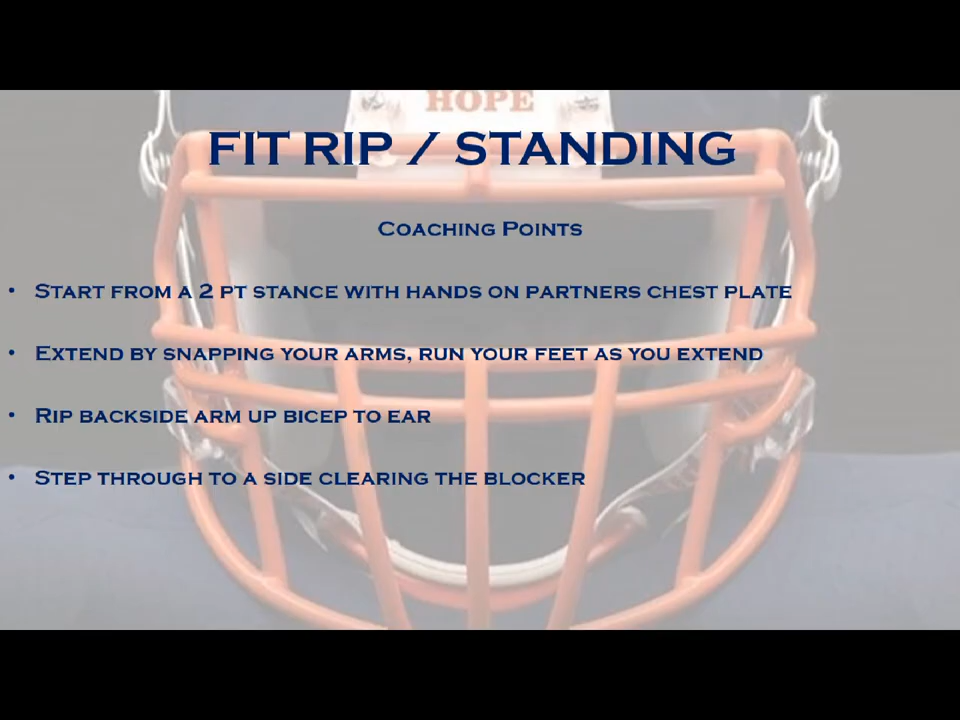 HOPE
FIT RIP / STANDING
Coaching Points
• Start from a 2 pt stance with hands on partners chest plate
• Extend by snapping your arms, run your feet as you extend
• Rip backside arm up bicep to ear
• Step through to a side clearing the blocker